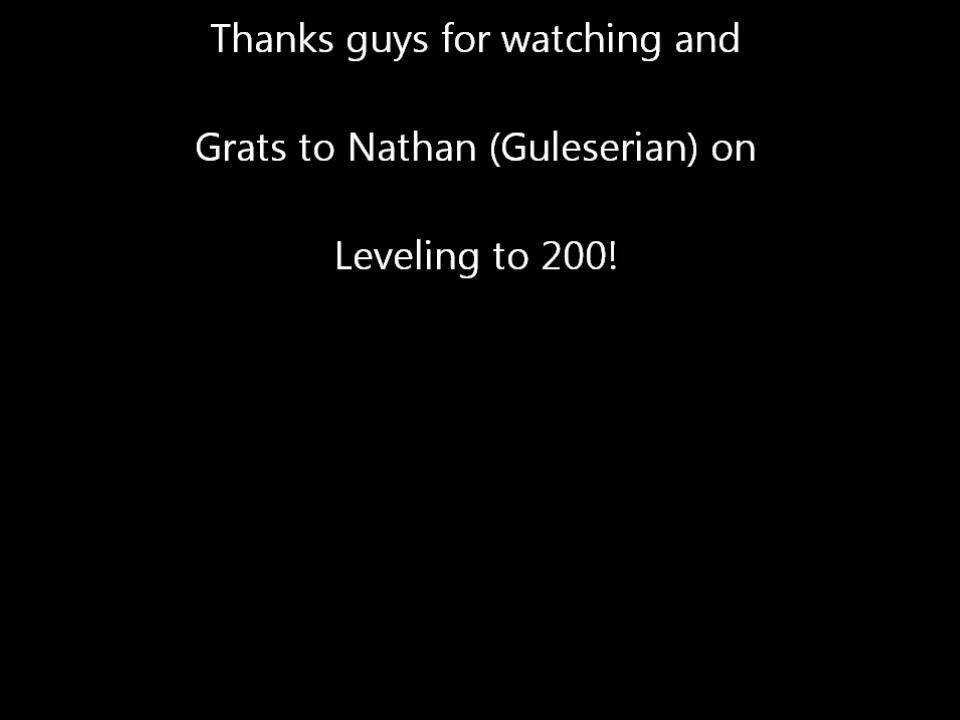 Thanks guys for watching and
Grats to Nathan (Guleserian) on
Leveling to 200!